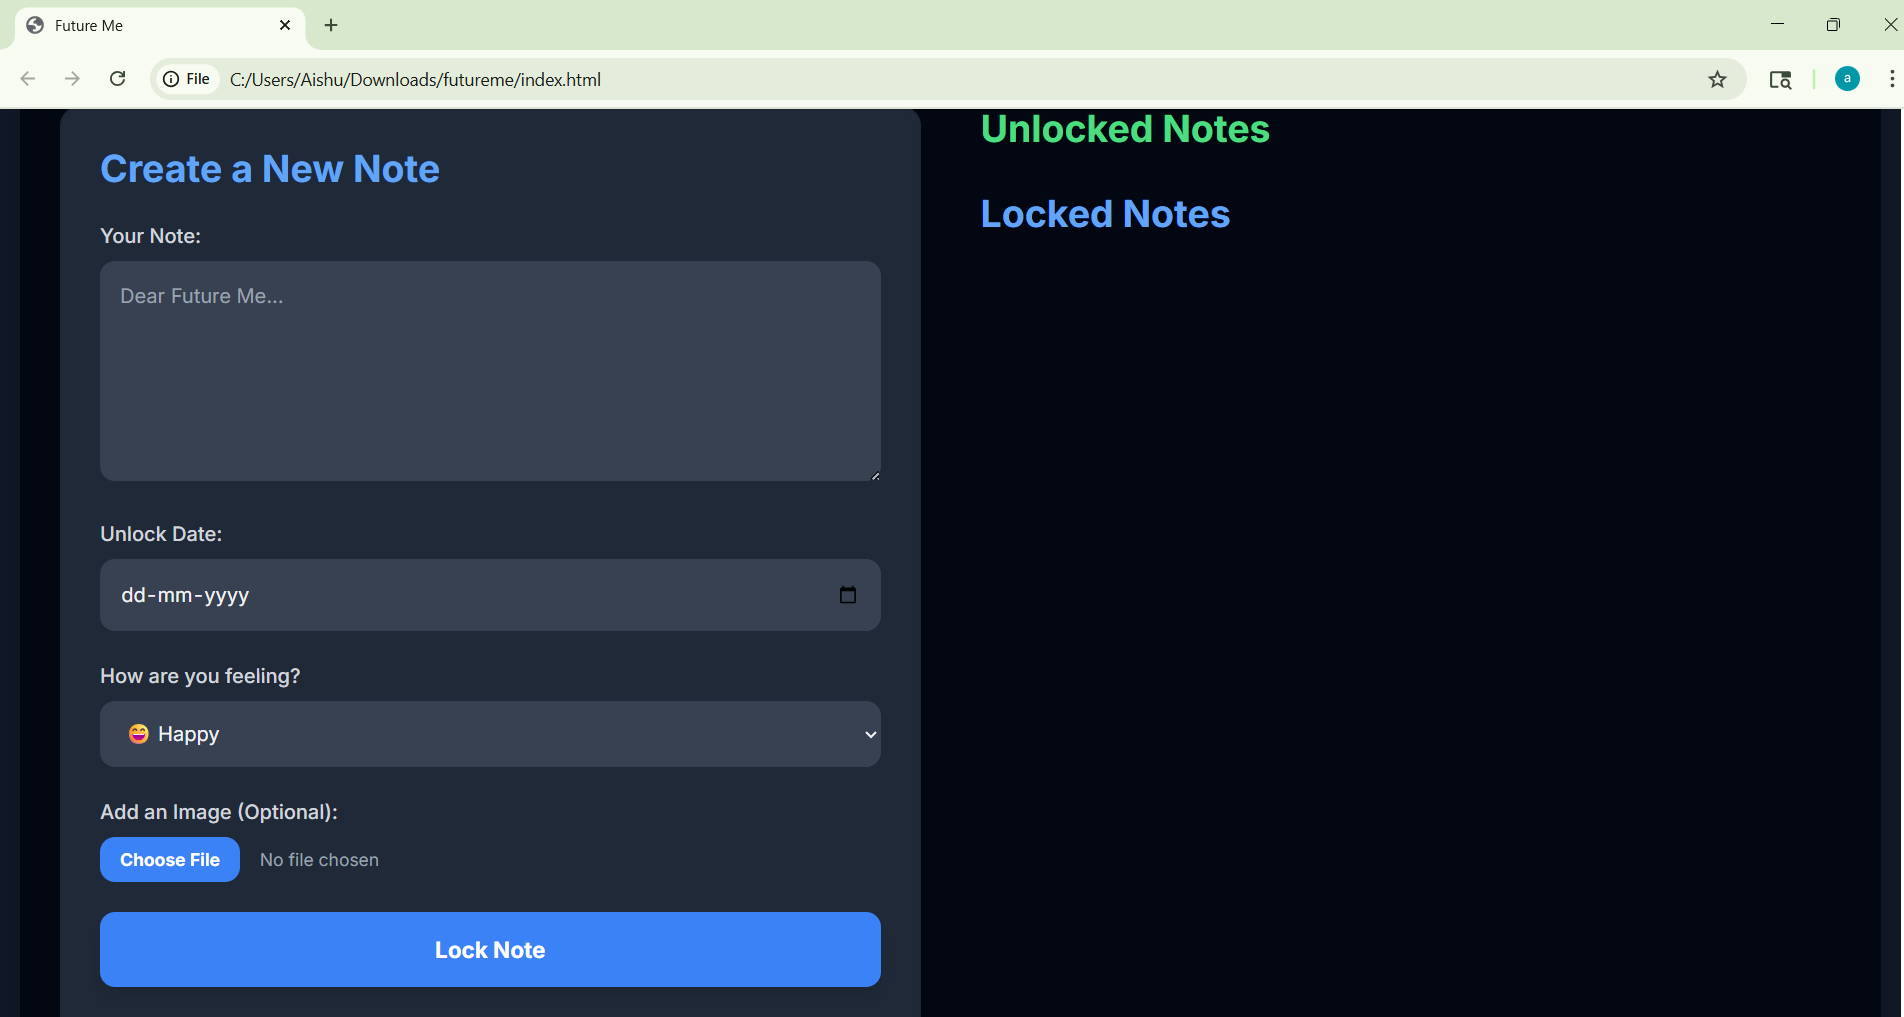 Future Me
File
C:/Users/Aishu/Downloads/futureme/index.html
a
Create a New Note
Your Note:
Dear Future Me...
Unlock Date:
dd-mm-yyyy
How are you feeling?
😄 Happy
Add an Image (Optional):
Choose File No file chosen
Lock Note
Unlocked Notes
Locked Notes